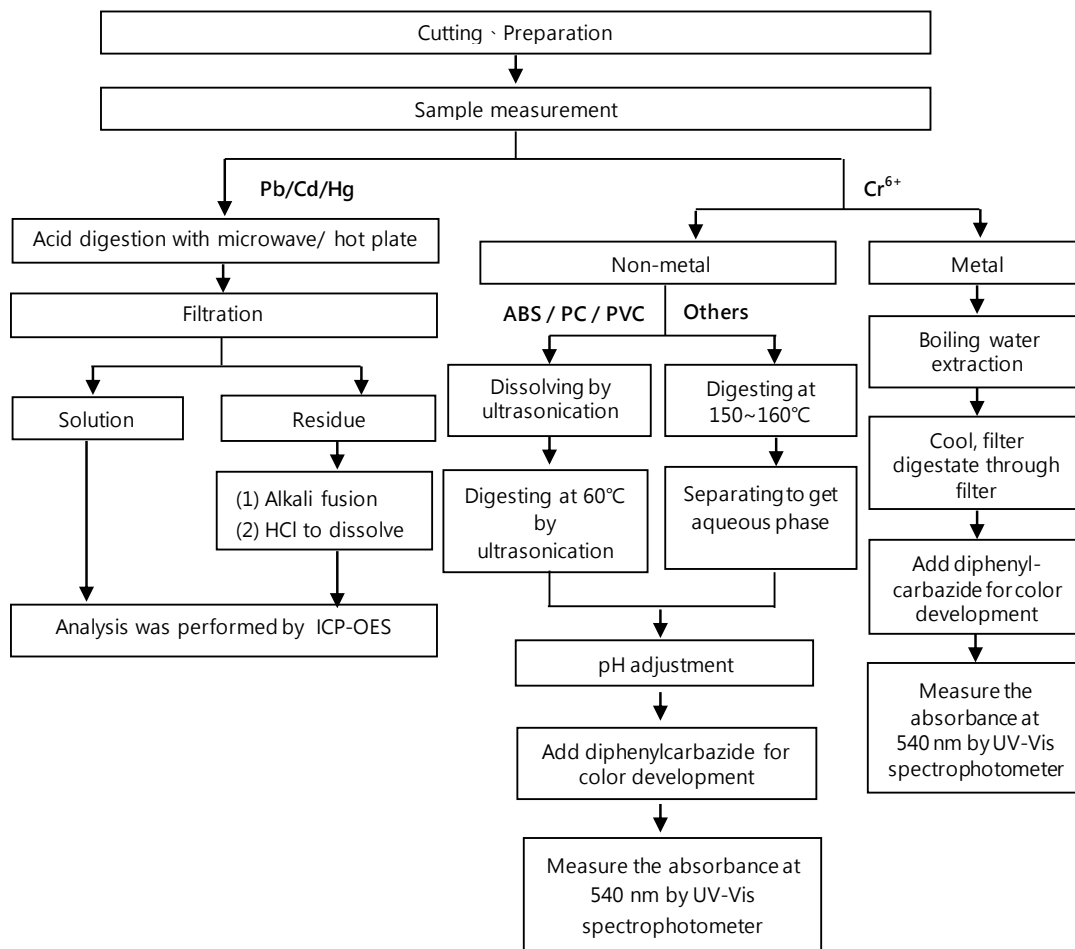 Cutting、Preparation
Sample measurement
Pb/Cd/Hg
Cr6+
Acid digestion with microwave/ hot plate
Filtration
Solution
Residue
(1) Alkali fusion
(2) HCl to dissolve
Analysis was performed by ICP-OES
Non-metal
ABS / PC / PVC
Others
Dissolving by
ultrasonication
Digesting at 60℃
by
ultrasonication
Digesting at
150~160℃
Separating to get
aqueous phase
pH adjustment
Add diphenylcarbazide for
color development
Measure the absorbance at
540 nm by UV-Vis
spectrophotometer
Metal
Boiling water
extraction
Cool, filter
digestate through
filter
Add diphenyl-
carbazide for color
development
Measure the
absorbance at
540 nm by UV-Vis
spectrophotometer